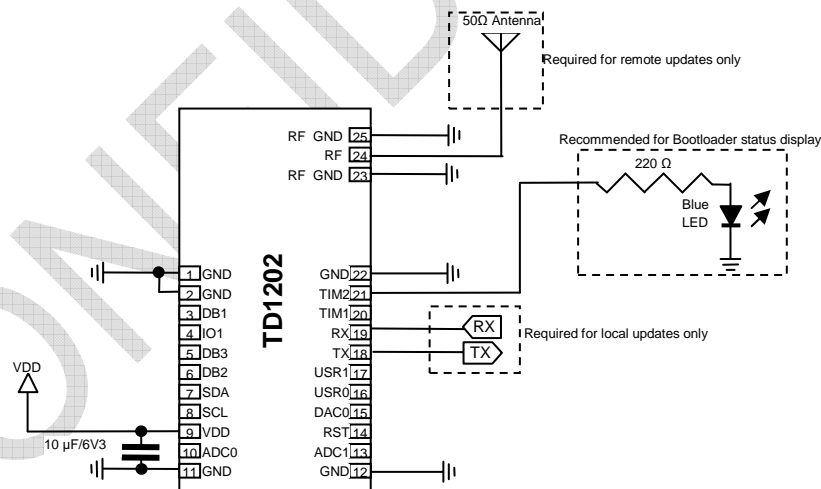 50Ω Antenna
Required for remote updates only
RF GND 25
RF 24
RF GND 23
Recommended for Bootloader status display
220 Ω
Blue
LED
TD1202
1 GND
2 GND
3 DB1
4 IO1
5 DB3
6 DB2
7 SDA
8 SCL
9 VDD
10 ADC0
11 GND
GND 22
TIM2 21
TIM1 20
RX 19
TX 18
USR1 17
USR0 16
DAC0 15
RST 14
ADC1 13
GND 12
RX
TX
Required for local updates only
VDD
10 µF/6V3
ONFID